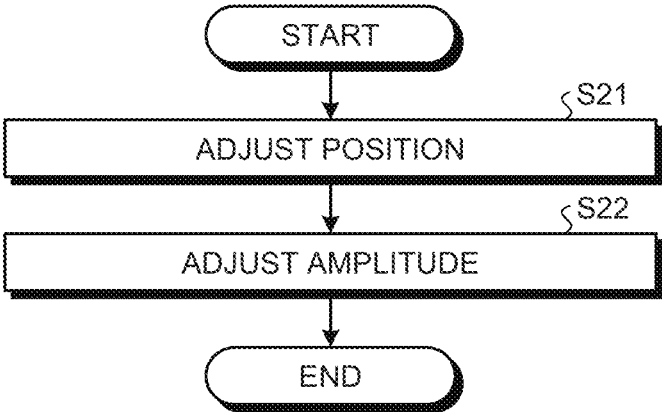 START
S21
ADJUST POSITION
S22
ADJUST AMPLITUDE
END